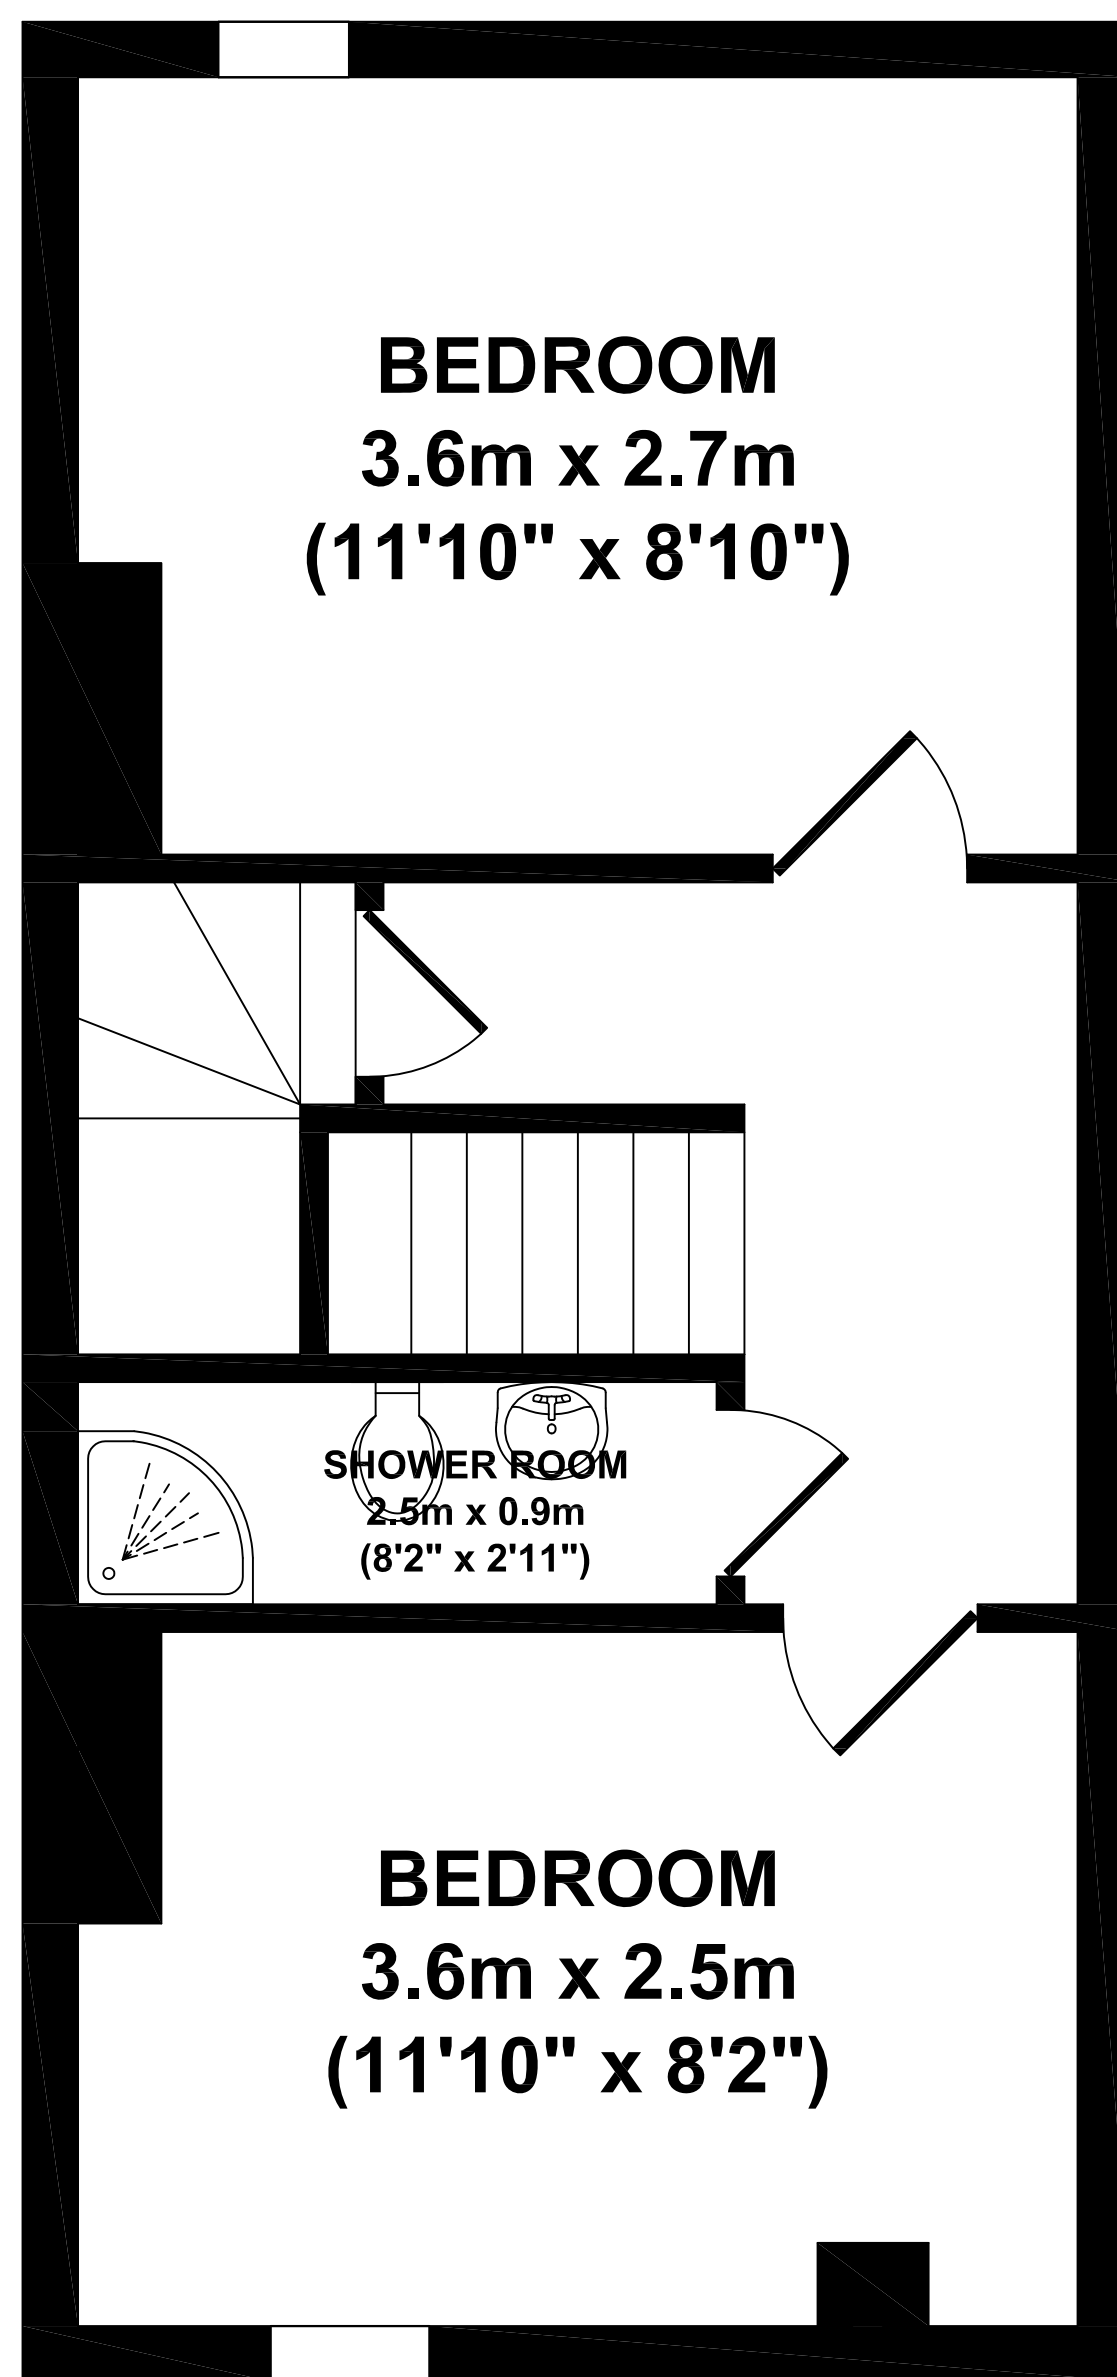 BEDROOM
3.6m x 2.7m
(11'10" x 8'10")
SHOWER ROOM
2.5m x 0.9m
(8'2" x 2'11")
BEDROOM
3.6m x 2.5m
(11'10" x 8'2")